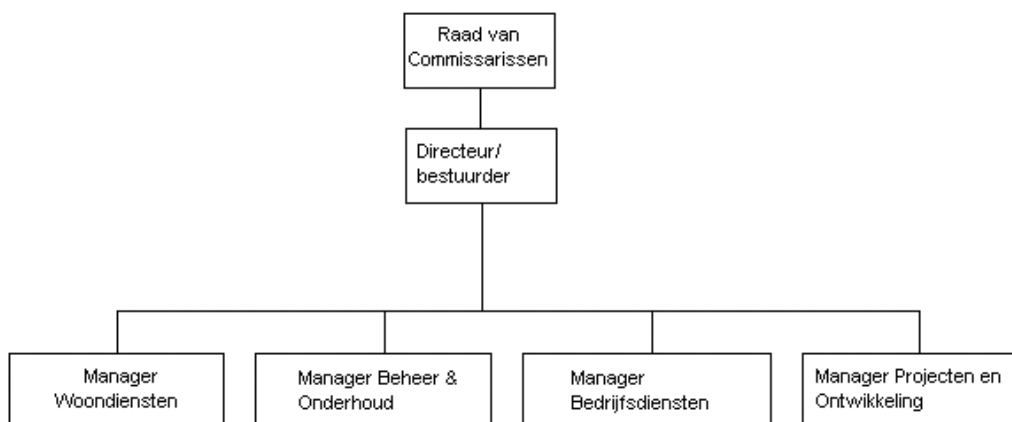 Raad van
Commissarissen
Directeur/
bestuurder
Manager
Woondiensten
Manager Beheer &
Onderhoud
Manager
Bedrijfsdiensten
Manager Projecten en
Ontwikkeling